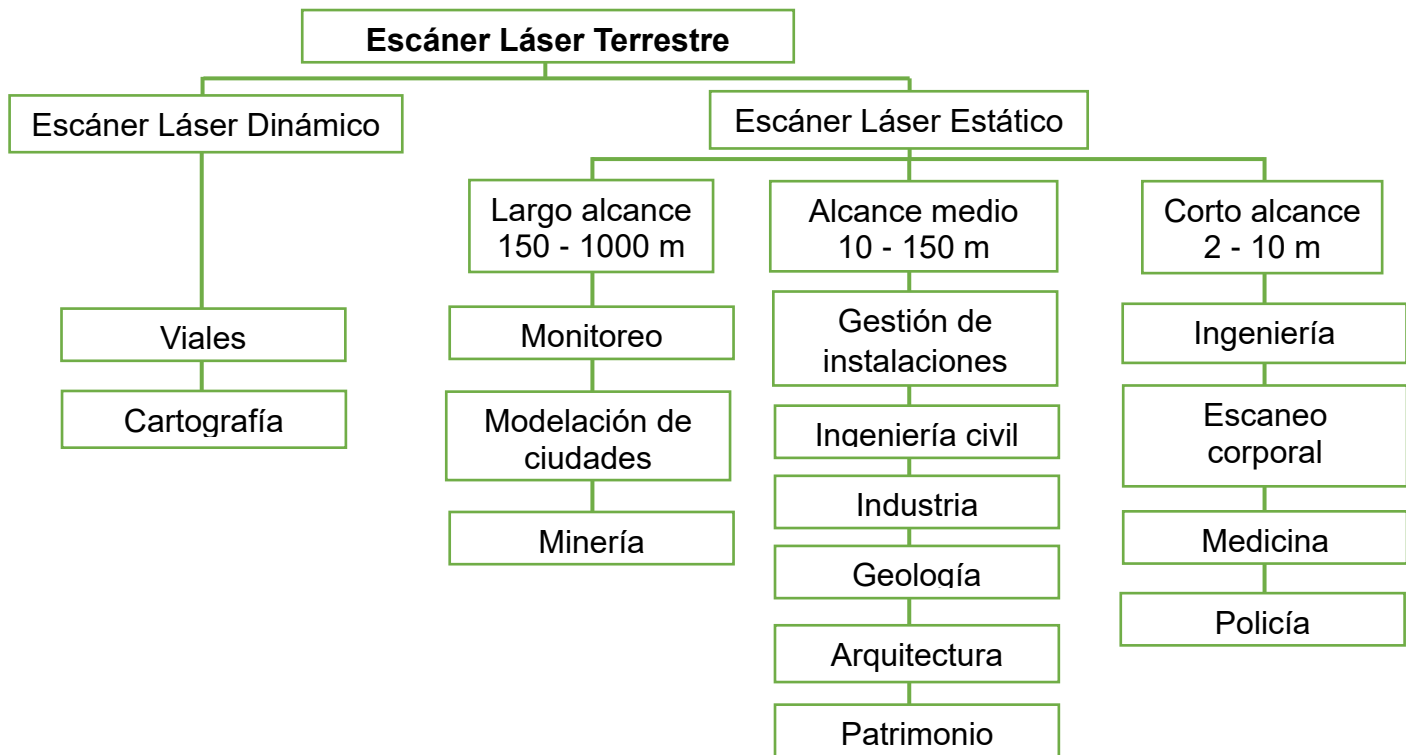 Escáner Láser Terrestre
Escáner Láser Dinámico
Escáner Láser Estático
Largo alcance
150 - 1000 m
Alcance medio
10 - 150 m
Corto alcance
2 - 10 m
Viales
Cartografía
Monitoreo
Modelación de
ciudades
Minería
Gestión de
instalaciones
Ingeniería civil
Industria
Geología
Arquitectura
Patrimonio
Ingeniería
Escaneo
corporal
Medicina
Policía